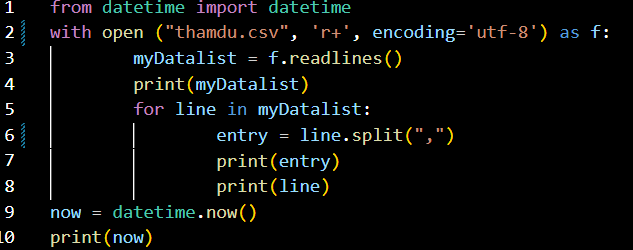 1 from datetime import datetime
2 with open ("thamdu.csv", 'r+', encoding='utf-8') as f:
3 myDatalist = f.readlines()
4 print(myDatalist)
5 for line in myDatalist:
6 entry = line.split(",")
7 print(entry)
8 print(line)
9 now = datetime.now()
10 print(now)